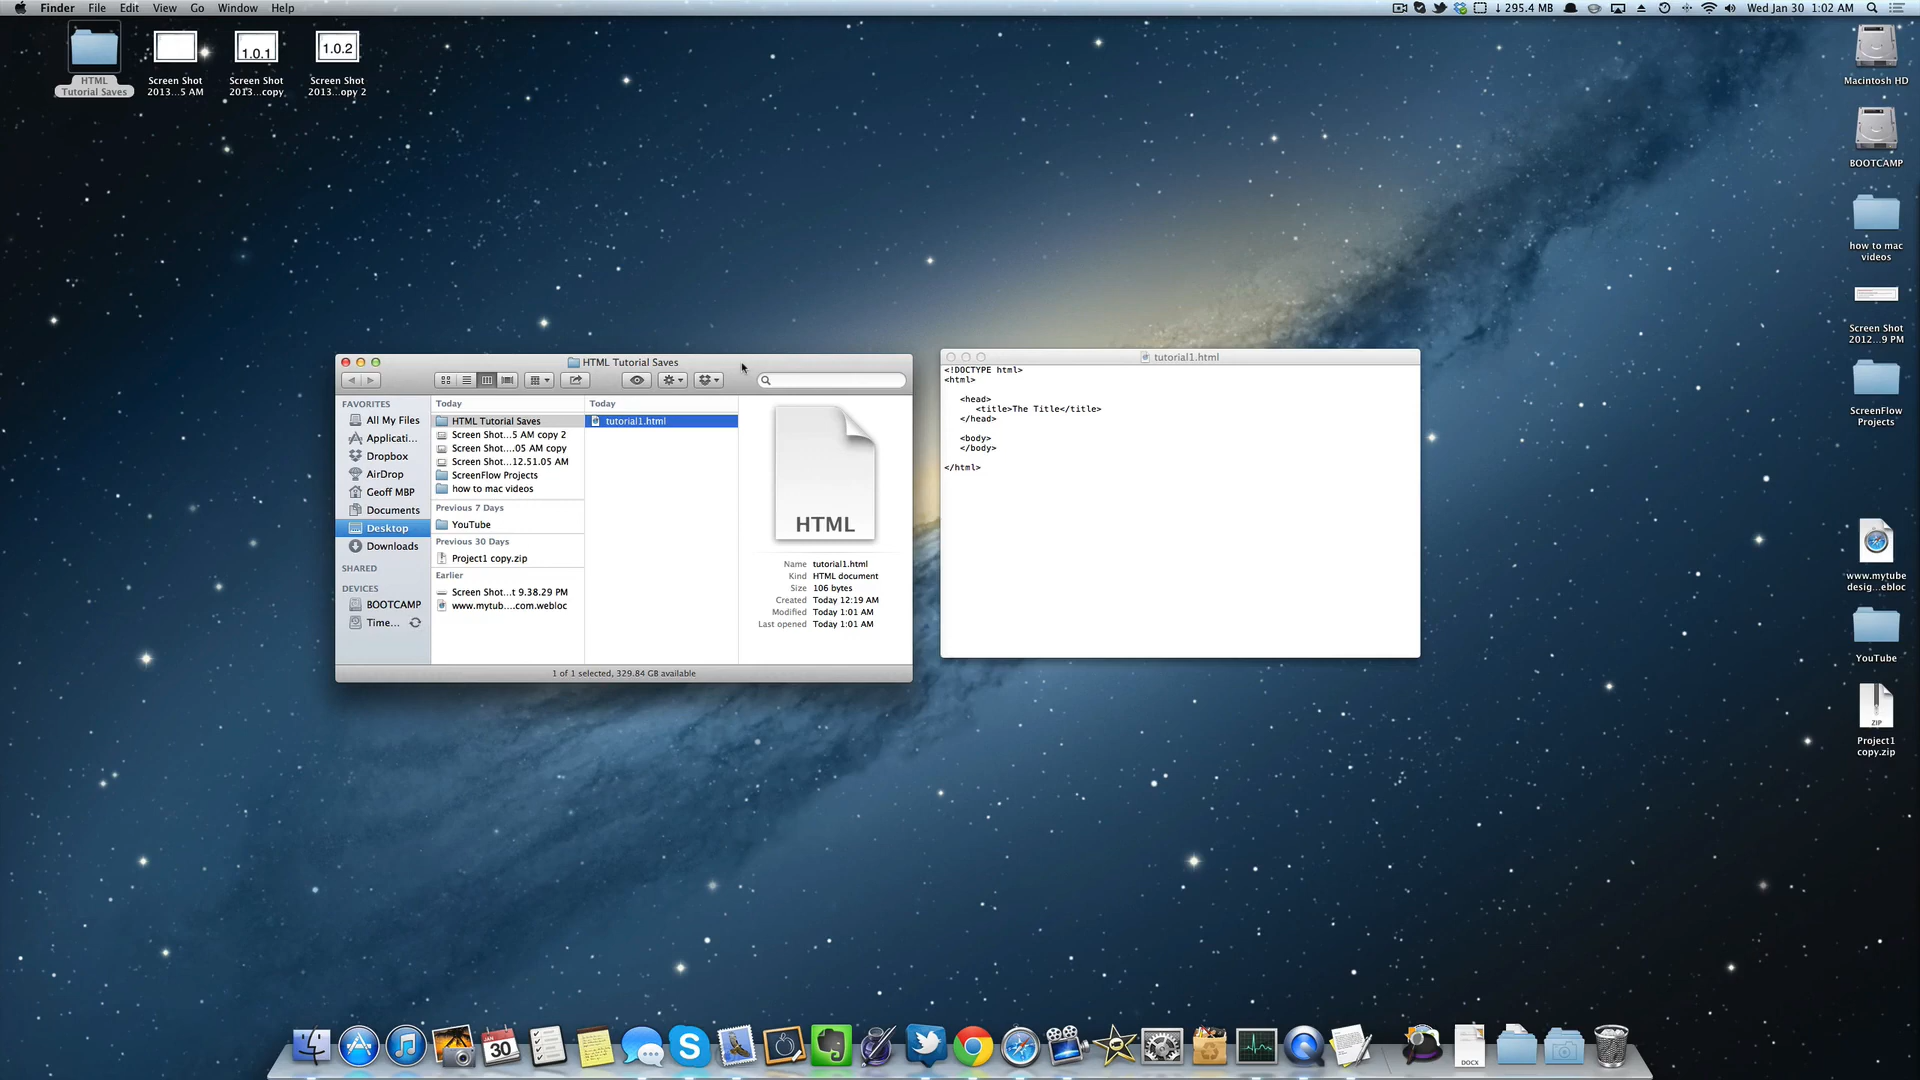 Finder File Edit View Go Window Help
↓ 295.4 MB Wed Jan 30 1:02 AM
HTML
Tutorial Saves
Screen Shot
2013...5 AM
1.0.1
Screen Shot
2013....copy
1.0.2
Screen Shot
2013...opy 2
Macintosh HD
BOOTCAMP
how to mac
videos
Screen Shot
2012...9 PM
ScreenFlow
Projects
www.mytube
desig...ebloc
YouTube
ZIP
Project1
copy.zip
HTML Tutorial Saves
FAVORITES
All My Files
Applicati...
Dropbox
AirDrop
Geoff MBP
Documents
Desktop
Downloads
SHARED
DEVICES
BOOTCAMP
Time...
Today
HTML Tutorial Saves
Screen Shot...5 AM copy 2
Screen Shot....05 AM copy
Screen Shot...12.51.05 AM
ScreenFlow Projects
how to mac videos
Previous 7 Days
YouTube
Previous 30 Days
Project1 copy.zip
Earlier
Screen Shot...t 9.38.29 PM
www.mytub....com.webloc
Today
tutorial1.html
HTML
Name tutorial1.html
Kind HTML document
Size 106 bytes
Created Today 12:19 AM
Modified Today 1:01 AM
Last opened Today 1:01 AM
1 of 1 selected, 329.84 GB available
tutorial1.html
<!DOCTYPE html>
<html>
<head>
<title>The Title</title>
</head>
<body>
</body>
</html>
JAN
30
DOCX